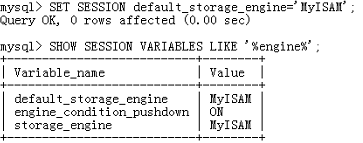 mysql> SET SESSION default_storage_engine='MyISAM';
Query OK, 0 rows affected (0.00 sec)
mysql> SHOW SESSION VARIABLES LIKE '%engine%';
+---------------------------+--------+
| Variable_name             | Value  |
+---------------------------+--------+
| default_storage_engine    | MyISAM |
| engine_condition_pushdown | ON     |
| storage_engine            | MyISAM |
+---------------------------+--------+